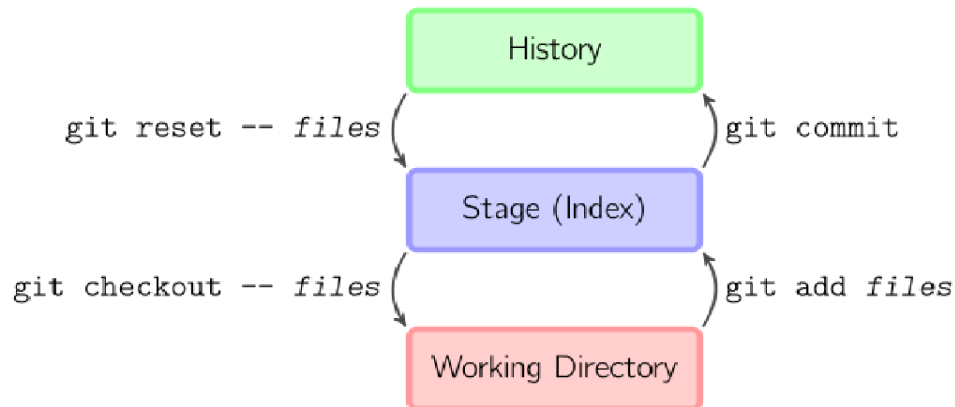 History
git reset -- files
git commit
Stage (Index)
git checkout -- files
git add files
Working Directory